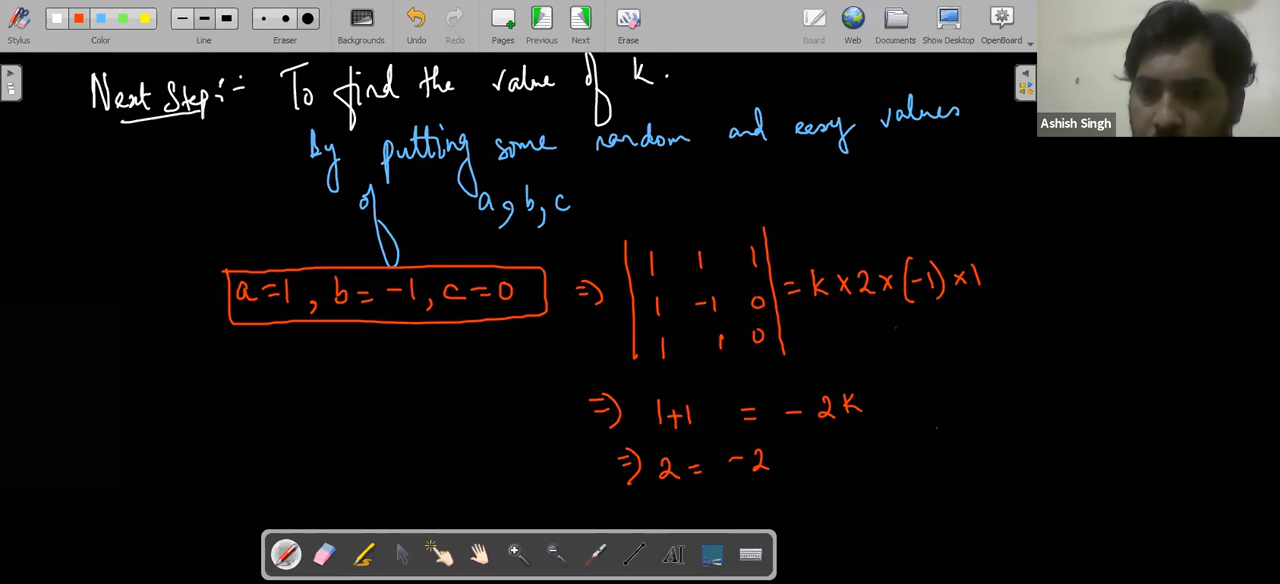 Stylus Color Line Eraser Backgrounds Undo Redo Pages Previous Next Erase Board Web Documents Show Desktop OpenBoard
Ashish Singh
Next Step:- To find the value of k.
By putting some random and easy values
of a, b, c
a=1, b=-1, c=0 => | 1 1 1 | = k×2×(-1)×1
| 1 -1 0 |
| 1 1 0 |
=> 1+1 = -2k
=> 2 = -2
AI